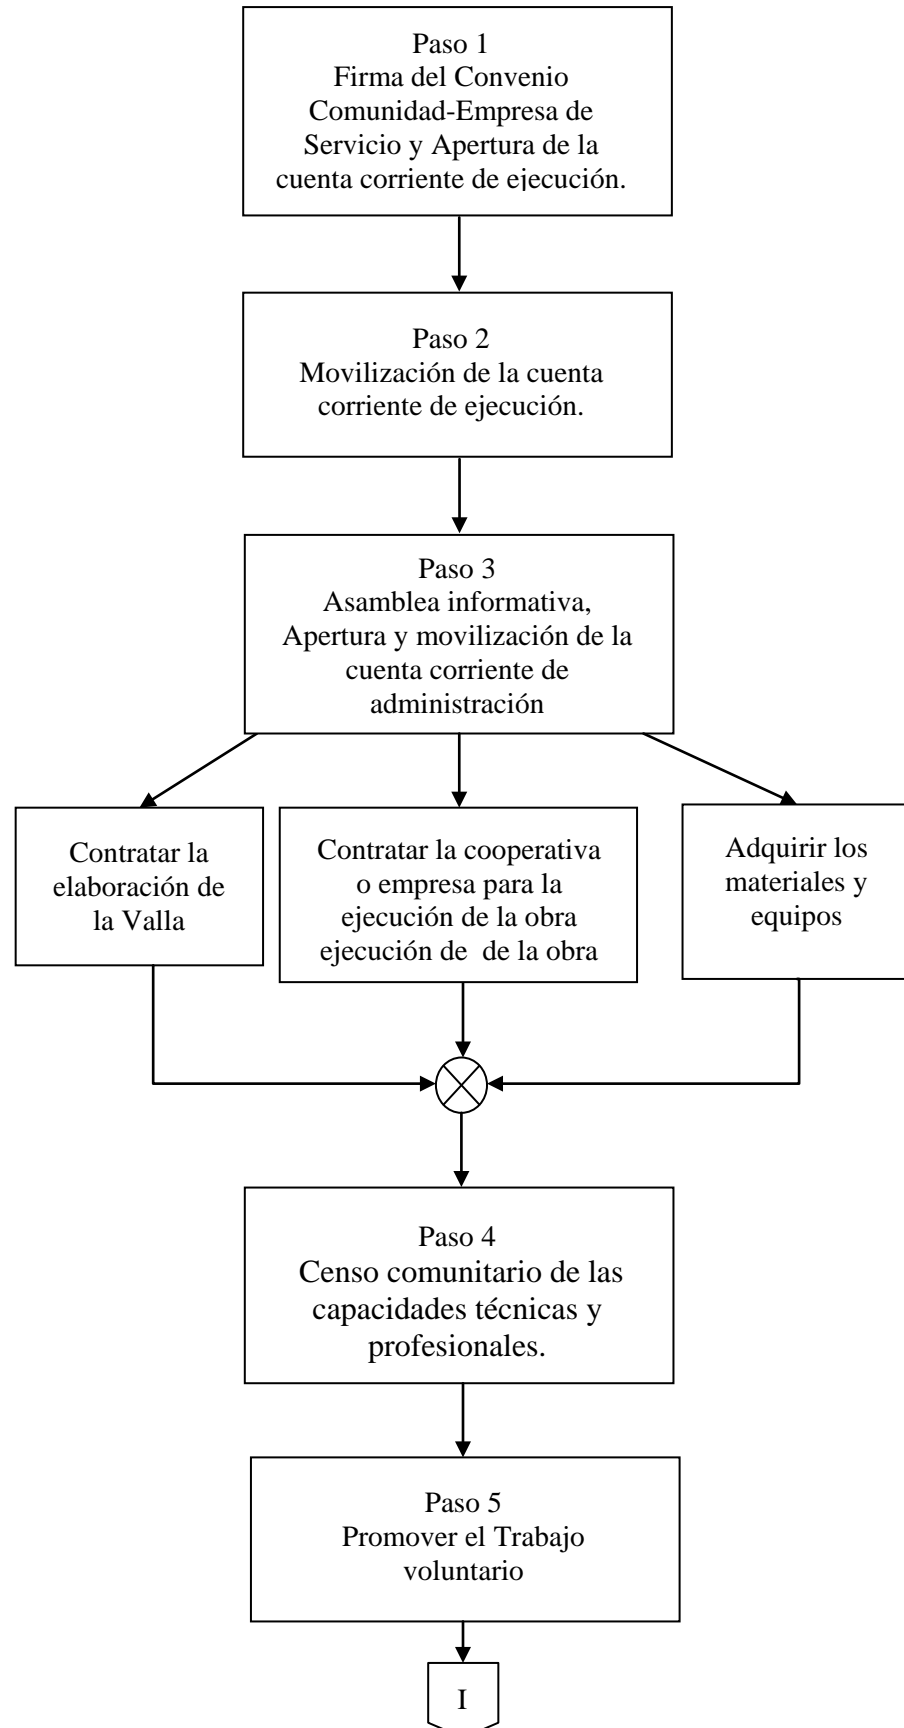 Paso 1
Firma del Convenio
Comunidad-Empresa de
Servicio y Apertura de la
cuenta corriente de ejecución.
Paso 2
Movilización de la cuenta
corriente de ejecución.
Paso 3
Asamblea informativa,
Apertura y movilización de la
cuenta corriente de
administración
Contratar la
elaboración de
la Valla
Contratar la cooperativa
o empresa para la
ejecución de la obra
ejecución de  de la obra
Adquirir los
materiales y
equipos
Paso 4
Censo comunitario de las
capacidades técnicas y
profesionales.
Paso 5
Promover el Trabajo
voluntario
I